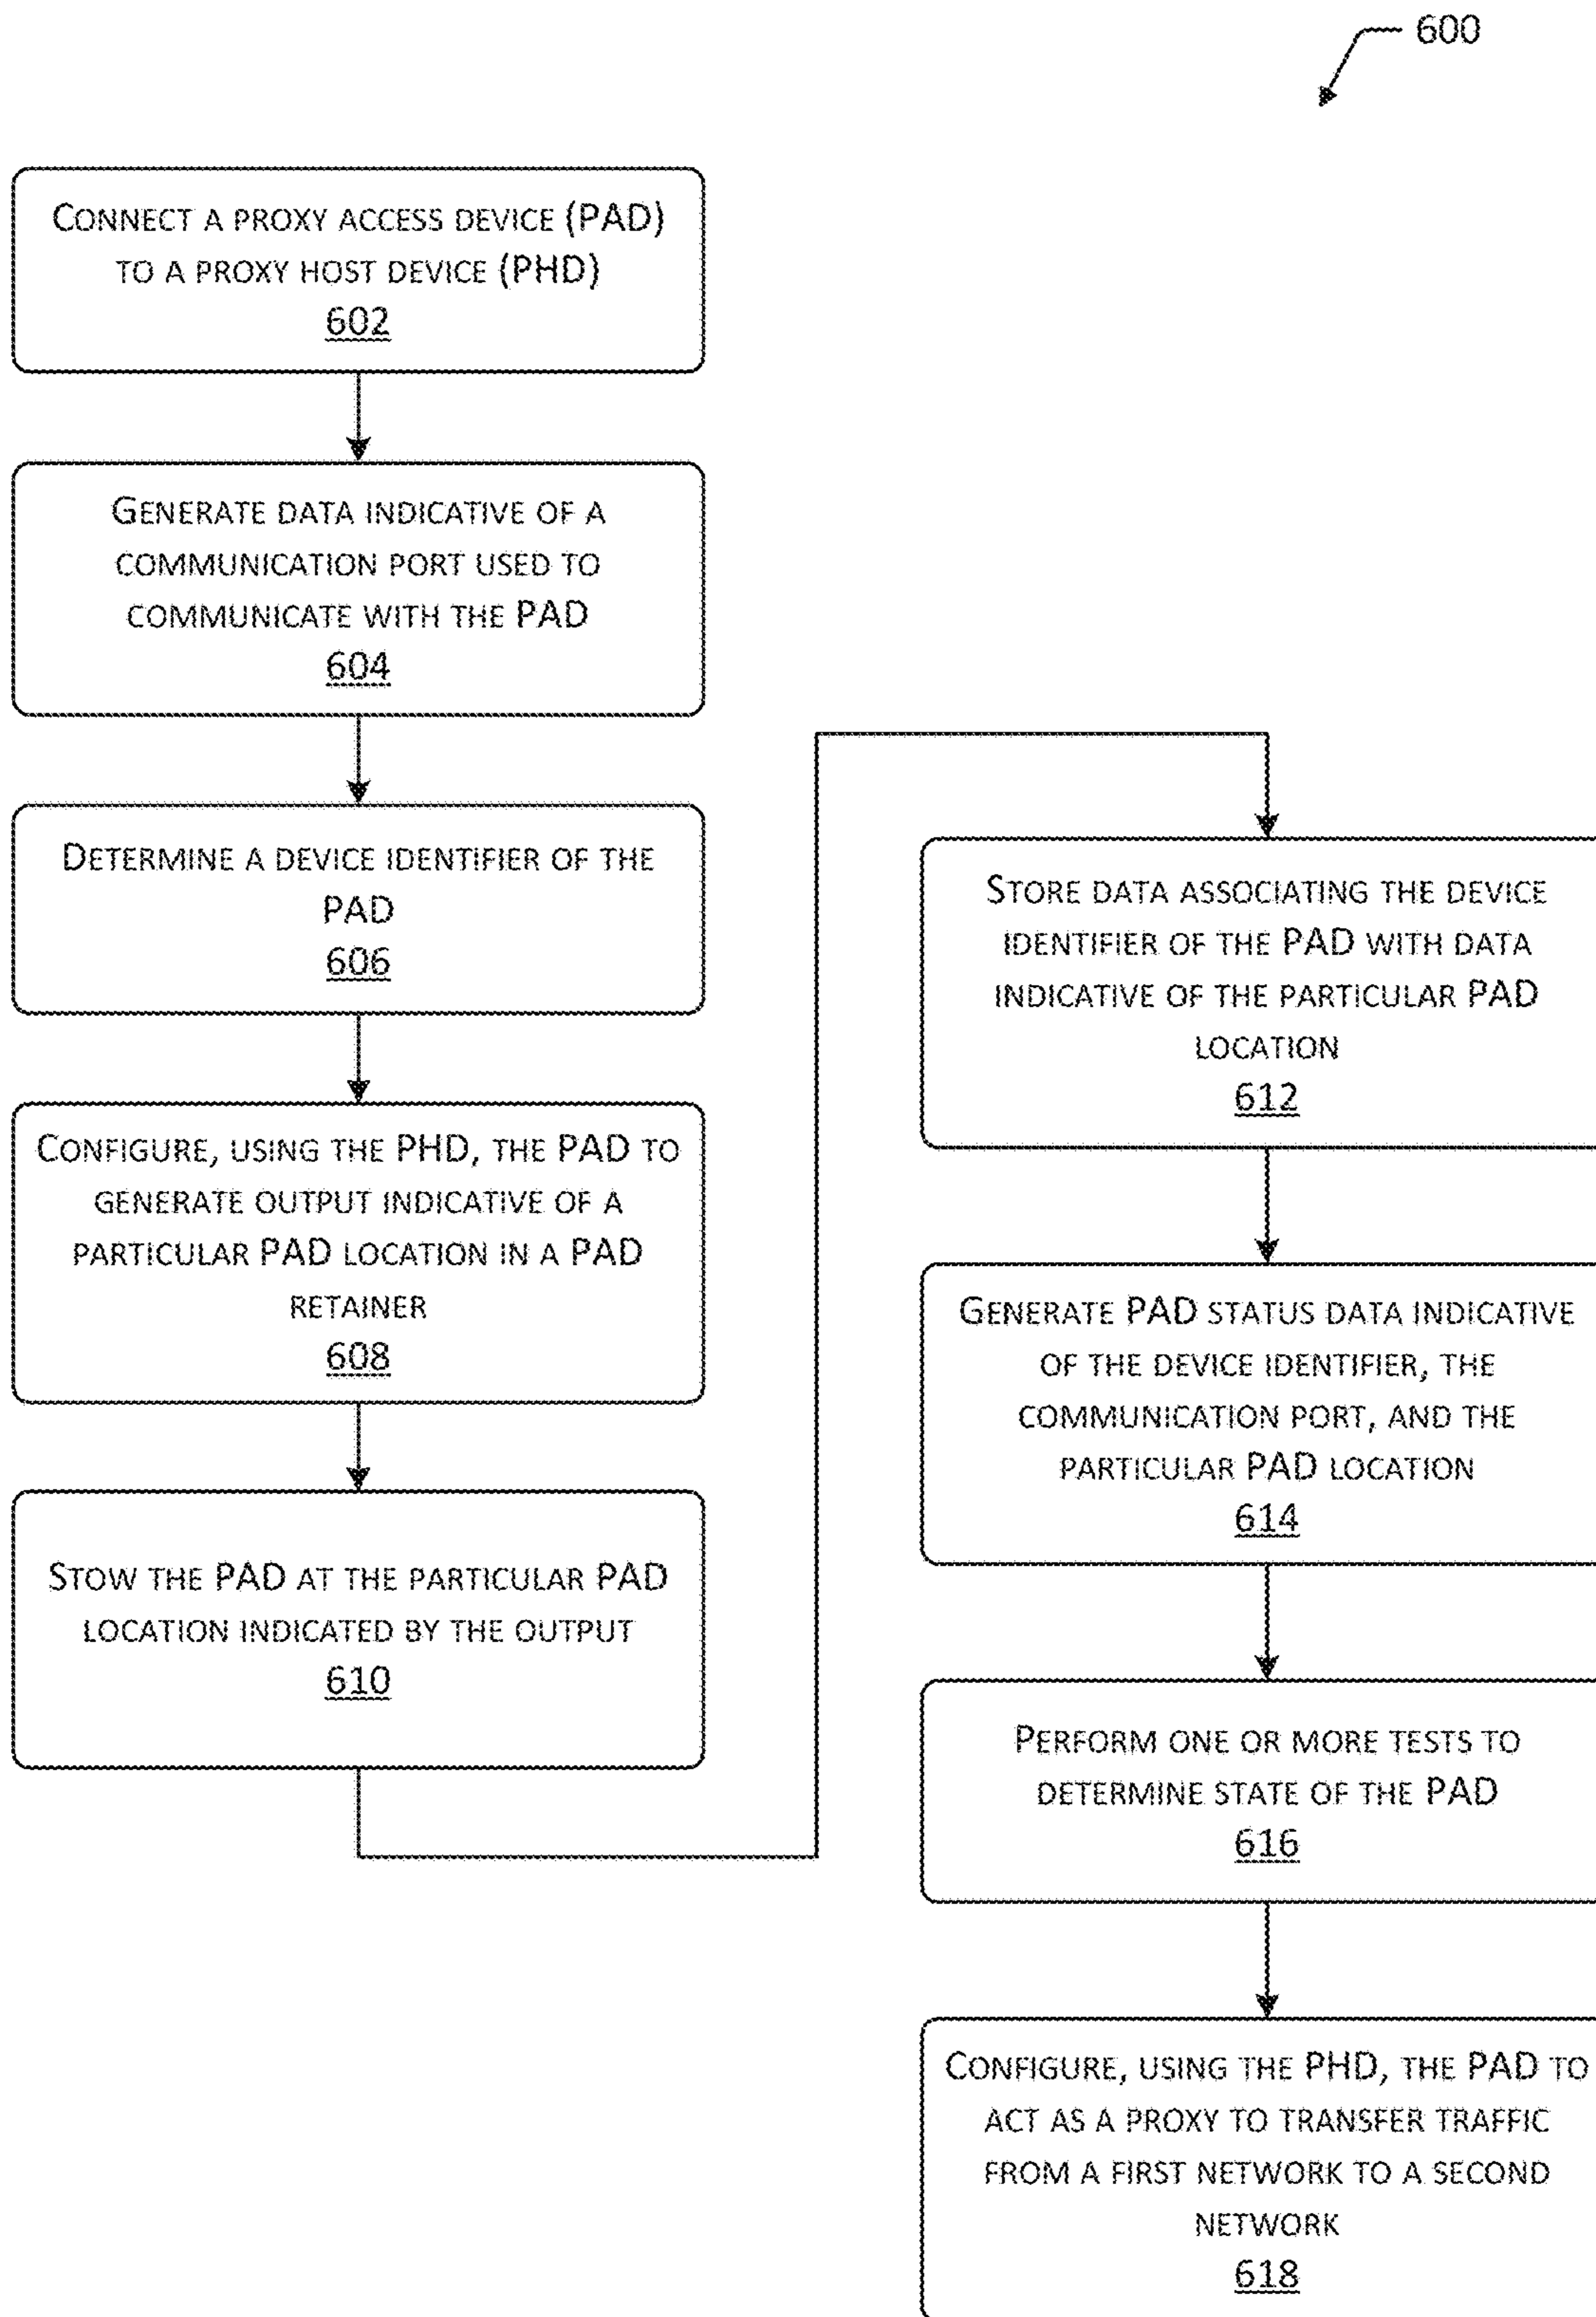 600
CONNECT A PROXY ACCESS DEVICE (PAD)
TO A PROXY HOST DEVICE (PHD)
602
GENERATE DATA INDICATIVE OF A
COMMUNICATION PORT USED TO
COMMUNICATE WITH THE PAD
604
DETERMINE A DEVICE IDENTIFIER OF THE
PAD
606
CONFIGURE, USING THE PHD, THE PAD TO
GENERATE OUTPUT INDICATIVE OF A
PARTICULAR PAD LOCATION IN A PAD
RETAINER
608
STOW THE PAD AT THE PARTICULAR PAD
LOCATION INDICATED BY THE OUTPUT
610
STORE DATA ASSOCIATING THE DEVICE
IDENTIFIER OF THE PAD WITH DATA
INDICATIVE OF THE PARTICULAR PAD
LOCATION
612
GENERATE PAD STATUS DATA INDICATIVE
OF THE DEVICE IDENTIFIER, THE
COMMUNICATION PORT, AND THE
PARTICULAR PAD LOCATION
614
PERFORM ONE OR MORE TESTS TO
DETERMINE STATE OF THE PAD
616
CONFIGURE, USING THE PHD, THE PAD TO
ACT AS A PROXY TO TRANSFER TRAFFIC
FROM A FIRST NETWORK TO A SECOND
NETWORK
618